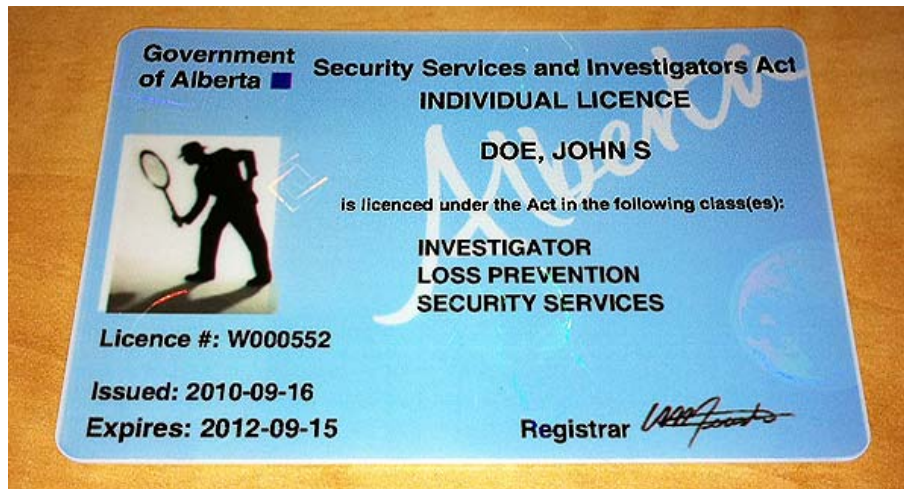 Government
of Alberta
Security Services and Investigators Act
INDIVIDUAL LICENCE
Alberta
DOE, JOHN S
is licenced under the Act in the following class(es):
INVESTIGATOR
LOSS PREVENTION
SECURITY SERVICES
Licence #: W000552
Issued: 2010-09-16
Expires: 2012-09-15
Registrar